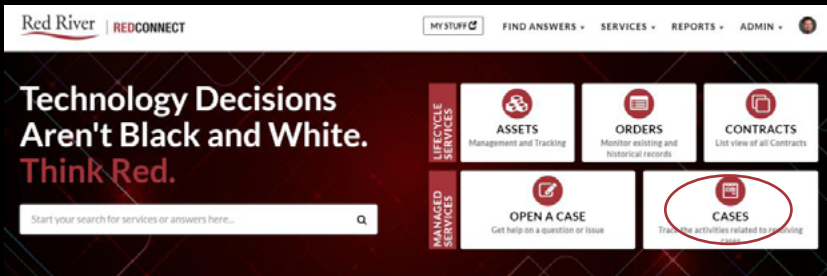 Red River | REDCONNECT
MY STUFF
FIND ANSWERS
SERVICES
REPORTS
ADMIN
Technology Decisions
Aren't Black and White.
Think Red.
Start your search for services or answers here...
LIFECYCLE
SERVICES
ASSETS
Management and Tracking
ORDERS
Monitor existing and
historical records
CONTRACTS
List view of all Contracts
MANAGED
SERVICES
OPEN A CASE
Get help on a question or issue
CASES
Track the activities related to resolving
cases